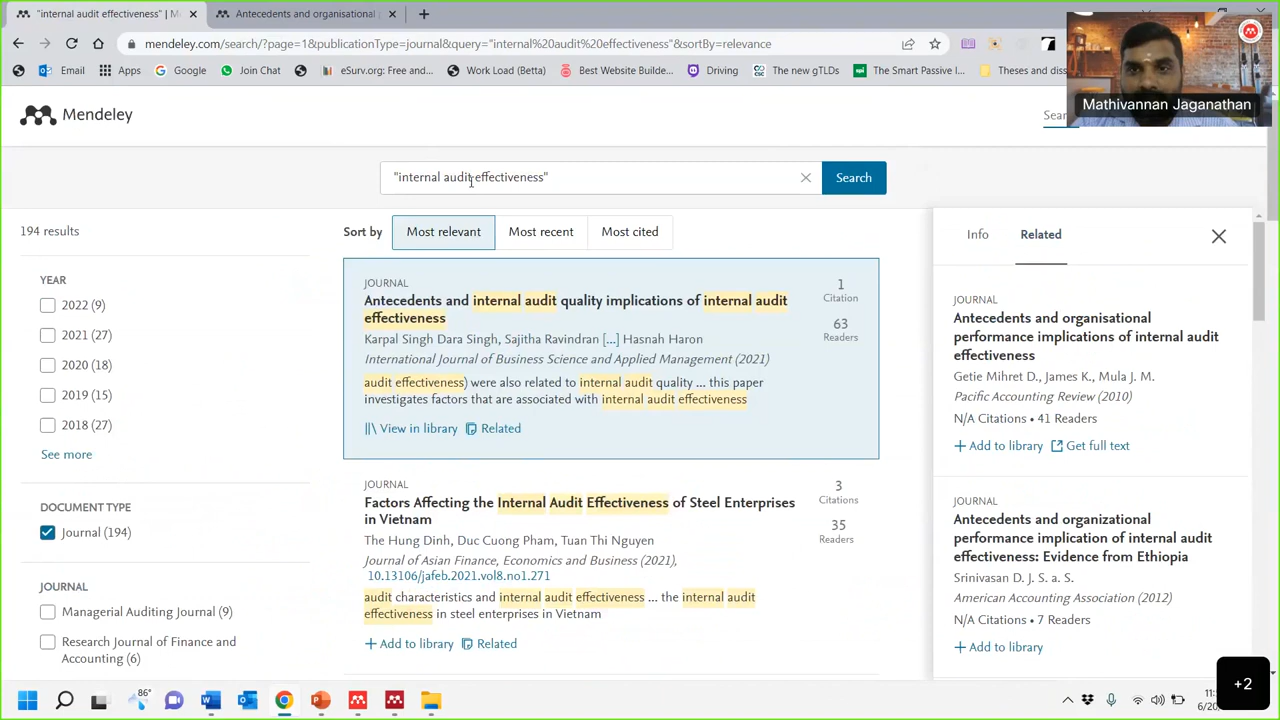 "internal audit effectiveness" | M
Antecedents and organisational
mendeley.com/search/?page=1&publicationType=journal&query="internal%20audit%20effectiveness"&sortBy=relevance
Email
Apps
Google
Join Chat
eSurgery: Free and
Work Load (Beta)
Best Website Builde...
Driving
The new gTLDs
The Smart Passive I...
Theses and diss
Mathivannan Jaganathan
Mendeley
Sear
"internal audit effectiveness"
Search
194 results
Sort by
Most relevant
Most recent
Most cited
YEAR
2022 (9)
2021 (27)
2020 (18)
2019 (15)
2018 (27)
See more
DOCUMENT TYPE
Journal (194)
JOURNAL
Managerial Auditing Journal (9)
Research Journal of Finance and
Accounting (6)
JOURNAL
Antecedents and internal audit quality implications of internal audit
effectiveness
Karpal Singh Dara Singh, Sajitha Ravindran [...] Hasnah Haron
International Journal of Business Science and Applied Management (2021)
audit effectiveness) were also related to internal audit quality ... this paper
investigates factors that are associated with internal audit effectiveness
View in library
Related
1
Citation
63
Readers
JOURNAL
Factors Affecting the Internal Audit Effectiveness of Steel Enterprises
in Vietnam
The Hung Dinh, Duc Cuong Pham, Tuan Thi Nguyen
Journal of Asian Finance, Economics and Business (2021),
10.13106/jafeb.2021.vol8.no1.271
audit characteristics and internal audit effectiveness ... the internal audit
effectiveness in steel enterprises in Vietnam
Add to library
Related
3
Citations
35
Readers
Info
Related
JOURNAL
Antecedents and organisational
performance implications of internal audit
effectiveness
Getie Mihret D., James K., Mula J. M.
Pacific Accounting Review (2010)
N/A Citations • 41 Readers
Add to library
Get full text
JOURNAL
Antecedents and organizational
performance implication of internal audit
effectiveness: Evidence from Ethiopia
Srinivasan D. J. S. a. S.
American Accounting Association (2012)
N/A Citations • 7 Readers
Add to library
+2
86°
11:
6/20